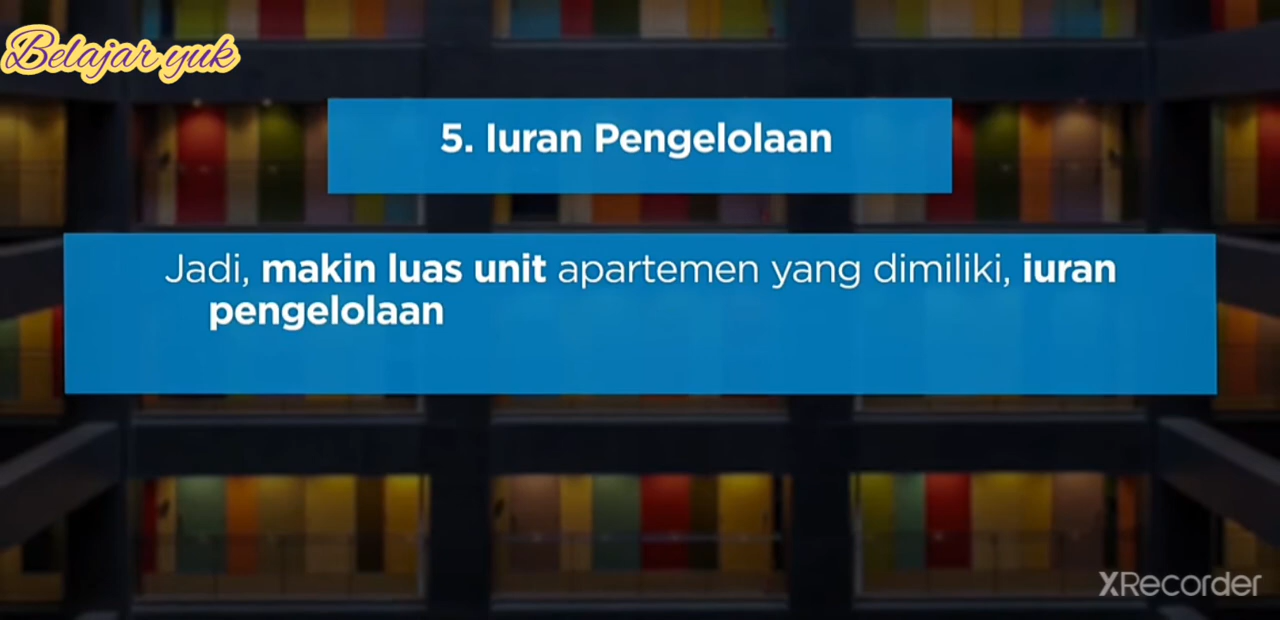 Belajar yuk
5. Iuran Pengelolaan
Jadi, makin luas unit apartemen yang dimiliki, iuran
pengelolaan
XRecorder